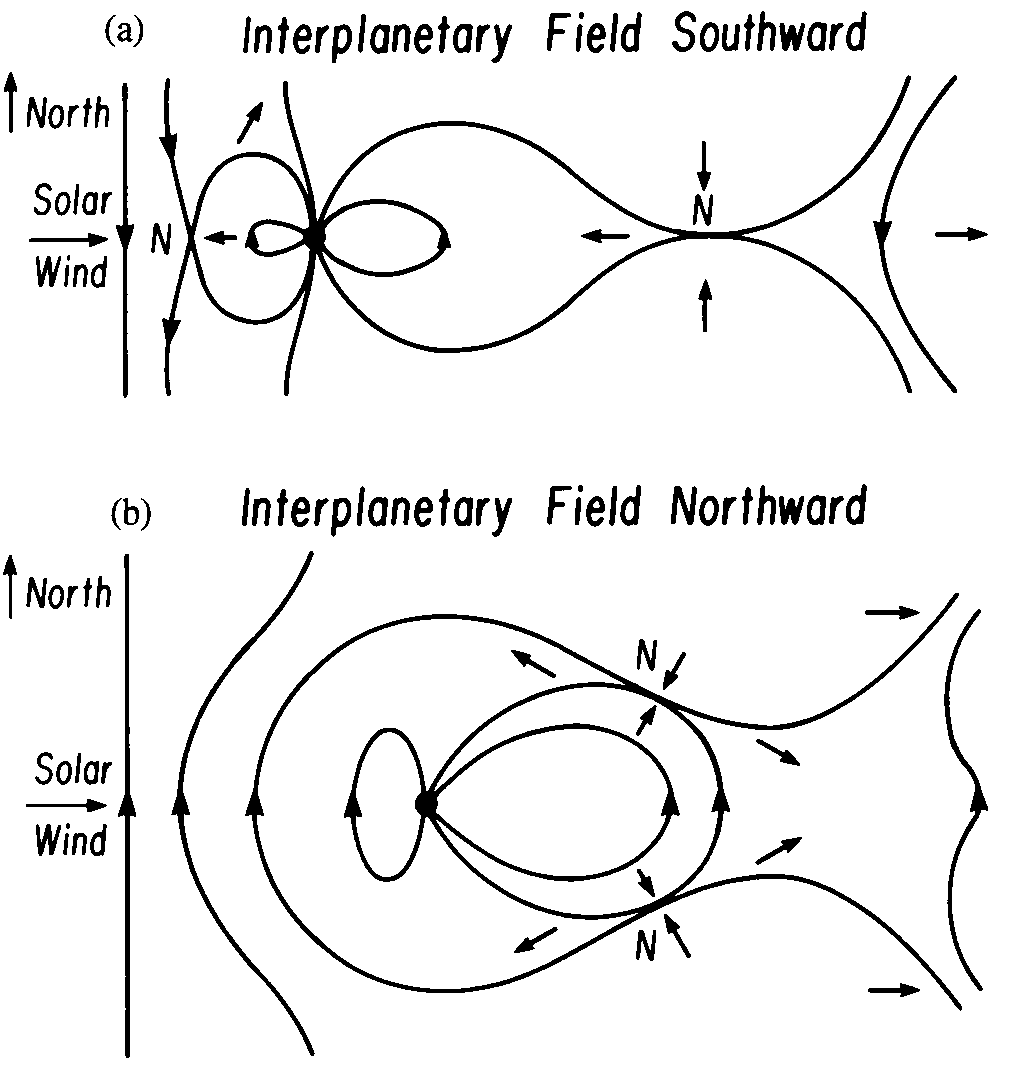 (a) Interplanetary Field Southward
North
Solar
Wind
N
N
(b) Interplanetary Field Northward
North
N
Solar
Wind
N